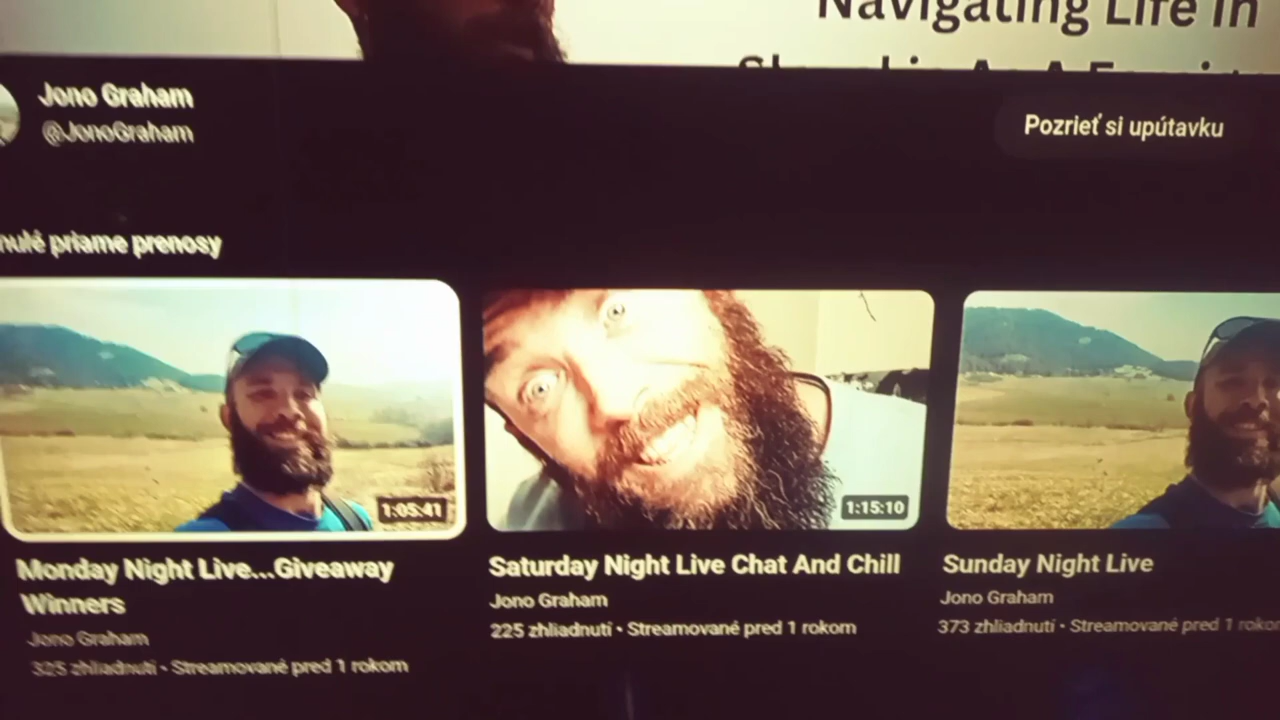 Navigating Life in
Jono Graham
@JonoGraham
Pozrieť si upútavku
priame prenosy
1:05:41
1:15:10
Monday Night Live...Giveaway
Winners
Jono Graham
325 zhliadnutí • Streamované pred 1 rokom
Saturday Night Live Chat And Chill
Jono Graham
225 zhliadnutí • Streamované pred 1 rokom
Sunday Night Live
Jono Graham
373 zhliadnutí • Streamované pred 1 rokom